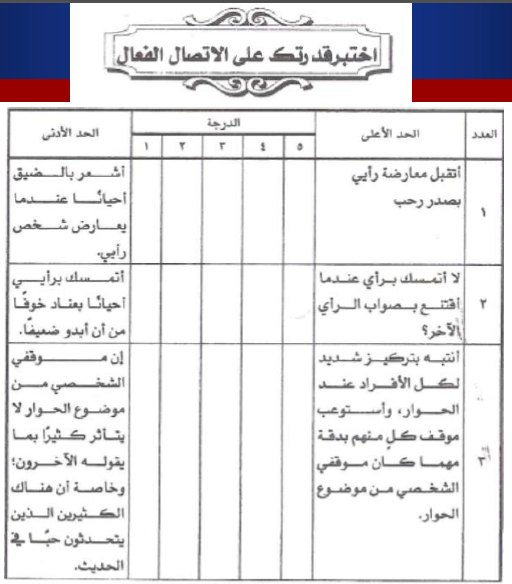 اختبر قدرتك على الاتصال الفعال
العدد الحد الأعلى الدرجة الحد الأدنى
٥ ٤ ٣ ٢ ١
١
أتقبل معارضة رأيي
بصدر رحب
أشعر بالضيق
أحيانًا عندما
يعارض شخص
رأيي.
٢
لا أتمسك برأي عندما
أقتنع بصواب الرأي
الآخر؟
أتمسك برأيي
أحيانًا بعناد خوفًا
من أن أبدو ضعيفًا.
٣
أنتبه بتركيز شديد
لكل الأفراد عند
الحوار، وأستوعب
موقف كل منهم بدقة
مهما كان موقفي
الشخصي من موضوع
الحوار.
إن موقفي
الشخصي من
موضوع الحوار لا
يتأثر كثيرًا بما
يقوله الآخرون؛
وخاصة أن هناك
الكثيرين الذين
يتحدثون حبًا في
الحديث.